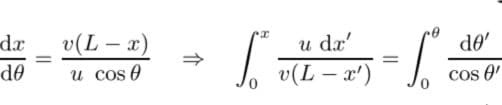 dx/dθ = v(L − x)/(u cos θ) ⇒ ∫₀ˣ u dx′/(v(L − x′)) = ∫₀^θ dθ′/cos θ′